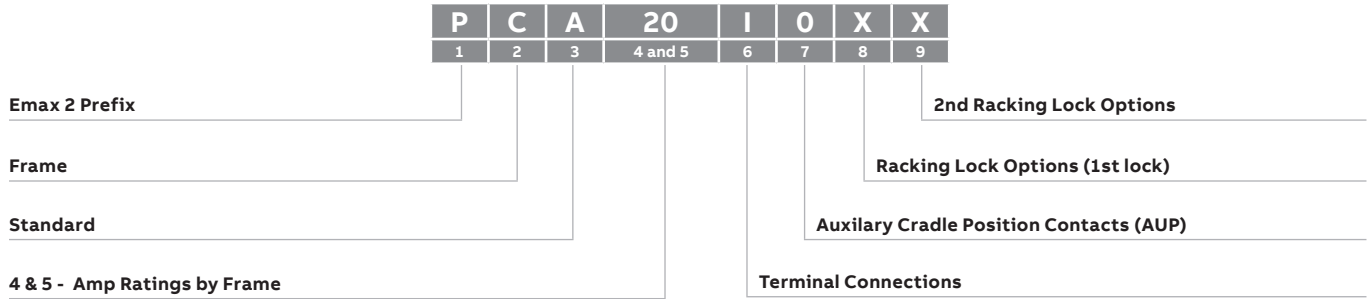 P C A 20 I 0 X X
1 2 3 4 and 5 6 7 8 9
Emax 2 Prefix
2nd Racking Lock Options
Frame
Racking Lock Options (1st lock)
Standard
Auxilary Cradle Position Contacts (AUP)
4 & 5 - Amp Ratings by Frame
Terminal Connections